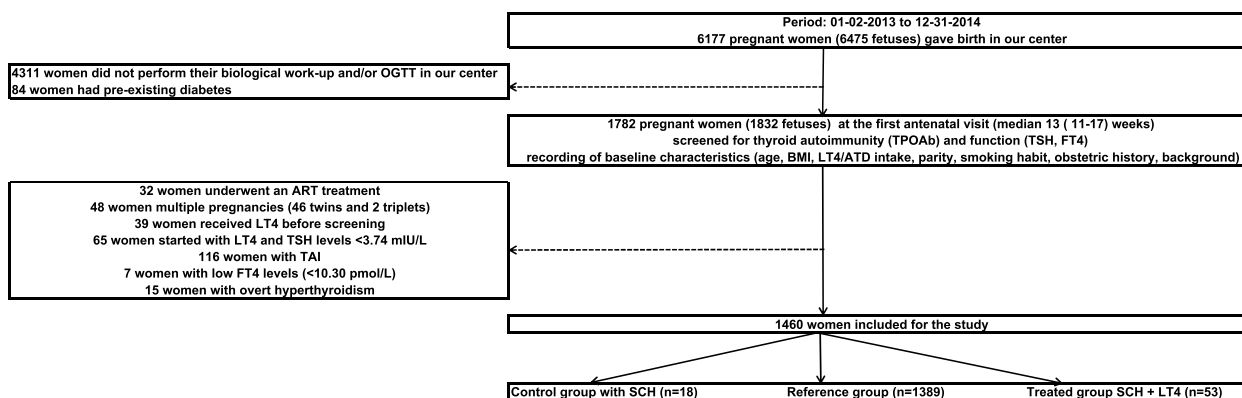 Period: 01-02-2013 to 12-31-2014
6177 pregnant women (6475 fetuses) gave birth in our center
4311 women did not perform their biological work-up and/or OGTT in our center
84 women had pre-existing diabetes
1782 pregnant women (1832 fetuses) at the first antenatal visit (median 13 ( 11-17) weeks)
screened for thyroid autoimmunity (TPOAb) and function (TSH, FT4)
recording of baseline characteristics (age, BMI, LT4/ATD intake, parity, smoking habit, obstetric history, background)
32 women underwent an ART treatment
48 women multiple pregnancies (46 twins and 2 triplets)
39 women received LT4 before screening
65 women started with LT4 and TSH levels <3.74 mIU/L
116 women with TAI
7 women with low FT4 levels (<10.30 pmol/L)
15 women with overt hyperthyroidism
1460 women included for the study
Control group with SCH (n=18) Reference group (n=1389) Treated group SCH + LT4 (n=53)